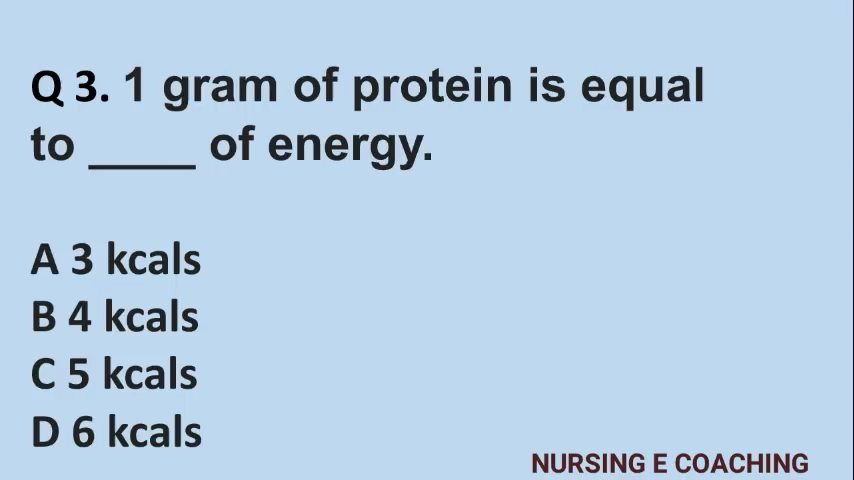 Q 3. 1 gram of protein is equal
to ____ of energy.
A 3 kcals
B 4 kcals
C 5 kcals
D 6 kcals
NURSING E COACHING